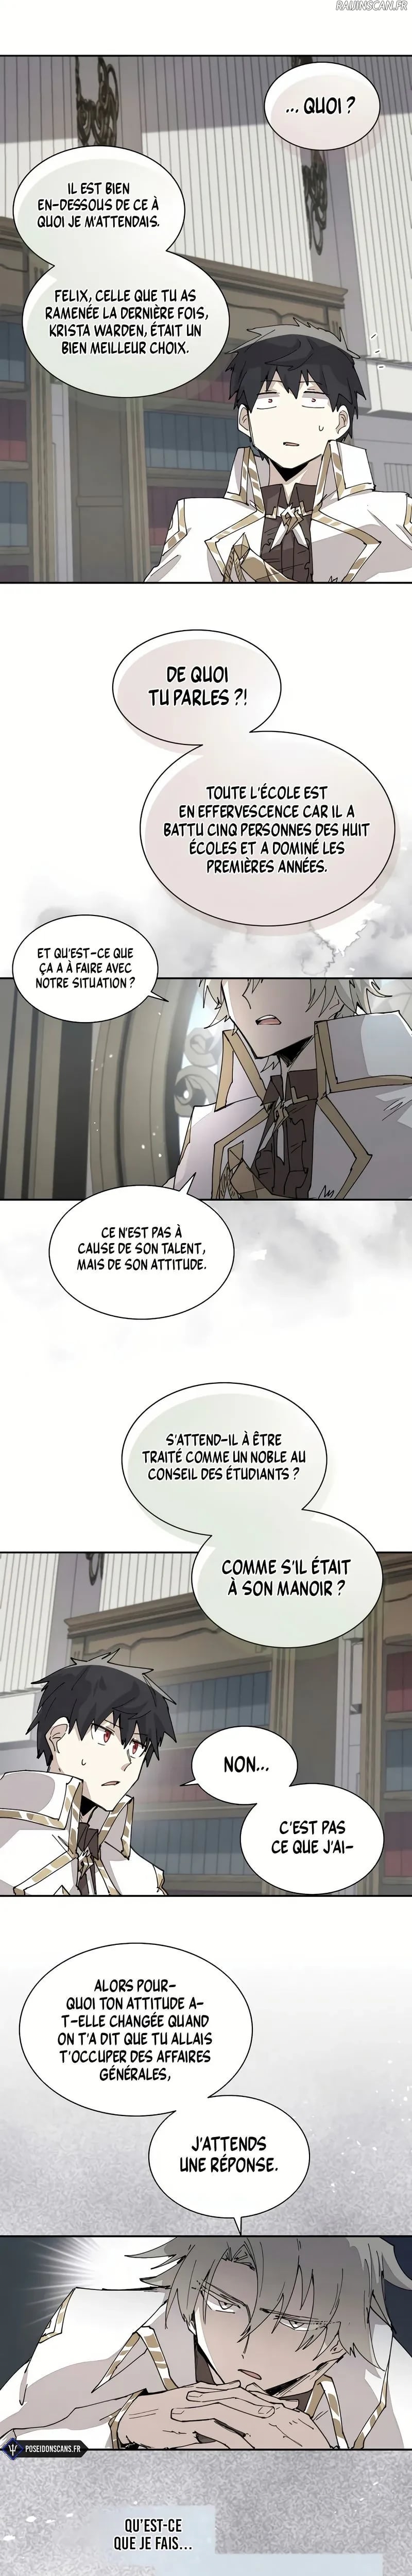 RAIJINSCAN.FR
... QUOI ?
IL EST BIEN
EN-DESSOUS DE CE À
QUOI JE M'ATTENDAIS.
FELIX, CELLE QUE TU AS
RAMENÉE LA DERNIÈRE FOIS,
KRISTA WARDEN, ÉTAIT UN
BIEN MEILLEUR CHOIX.
DE QUOI
TU PARLES ?!
TOUTE L'ÉCOLE EST
EN EFFERVESCENCE CAR IL A
BATTU CINQ PERSONNES DES HUIT
ÉCOLES ET A DOMINÉ LES
PREMIÈRES ANNÉES.
ET QU'EST-CE QUE
ÇA A À FAIRE AVEC
NOTRE SITUATION ?
CE N'EST PAS À
CAUSE DE SON TALENT,
MAIS DE SON ATTITUDE.
S'ATTEND-IL À ÊTRE
TRAITÉ COMME UN NOBLE AU
CONSEIL DES ÉTUDIANTS ?
COMME S'IL ÉTAIT
À SON MANOIR ?
NON...
C'EST PAS
CE QUE J'AI-
ALORS POUR-
QUOI TON ATTITUDE A-
T-ELLE CHANGÉE QUAND
ON T'A DIT QUE TU ALLAIS
T'OCCUPER DES AFFAIRES
GÉNÉRALES,
J'ATTENDS
UNE RÉPONSE.
POSEIDONSCANS.FR
QU'EST-CE
QUE JE FAIS...